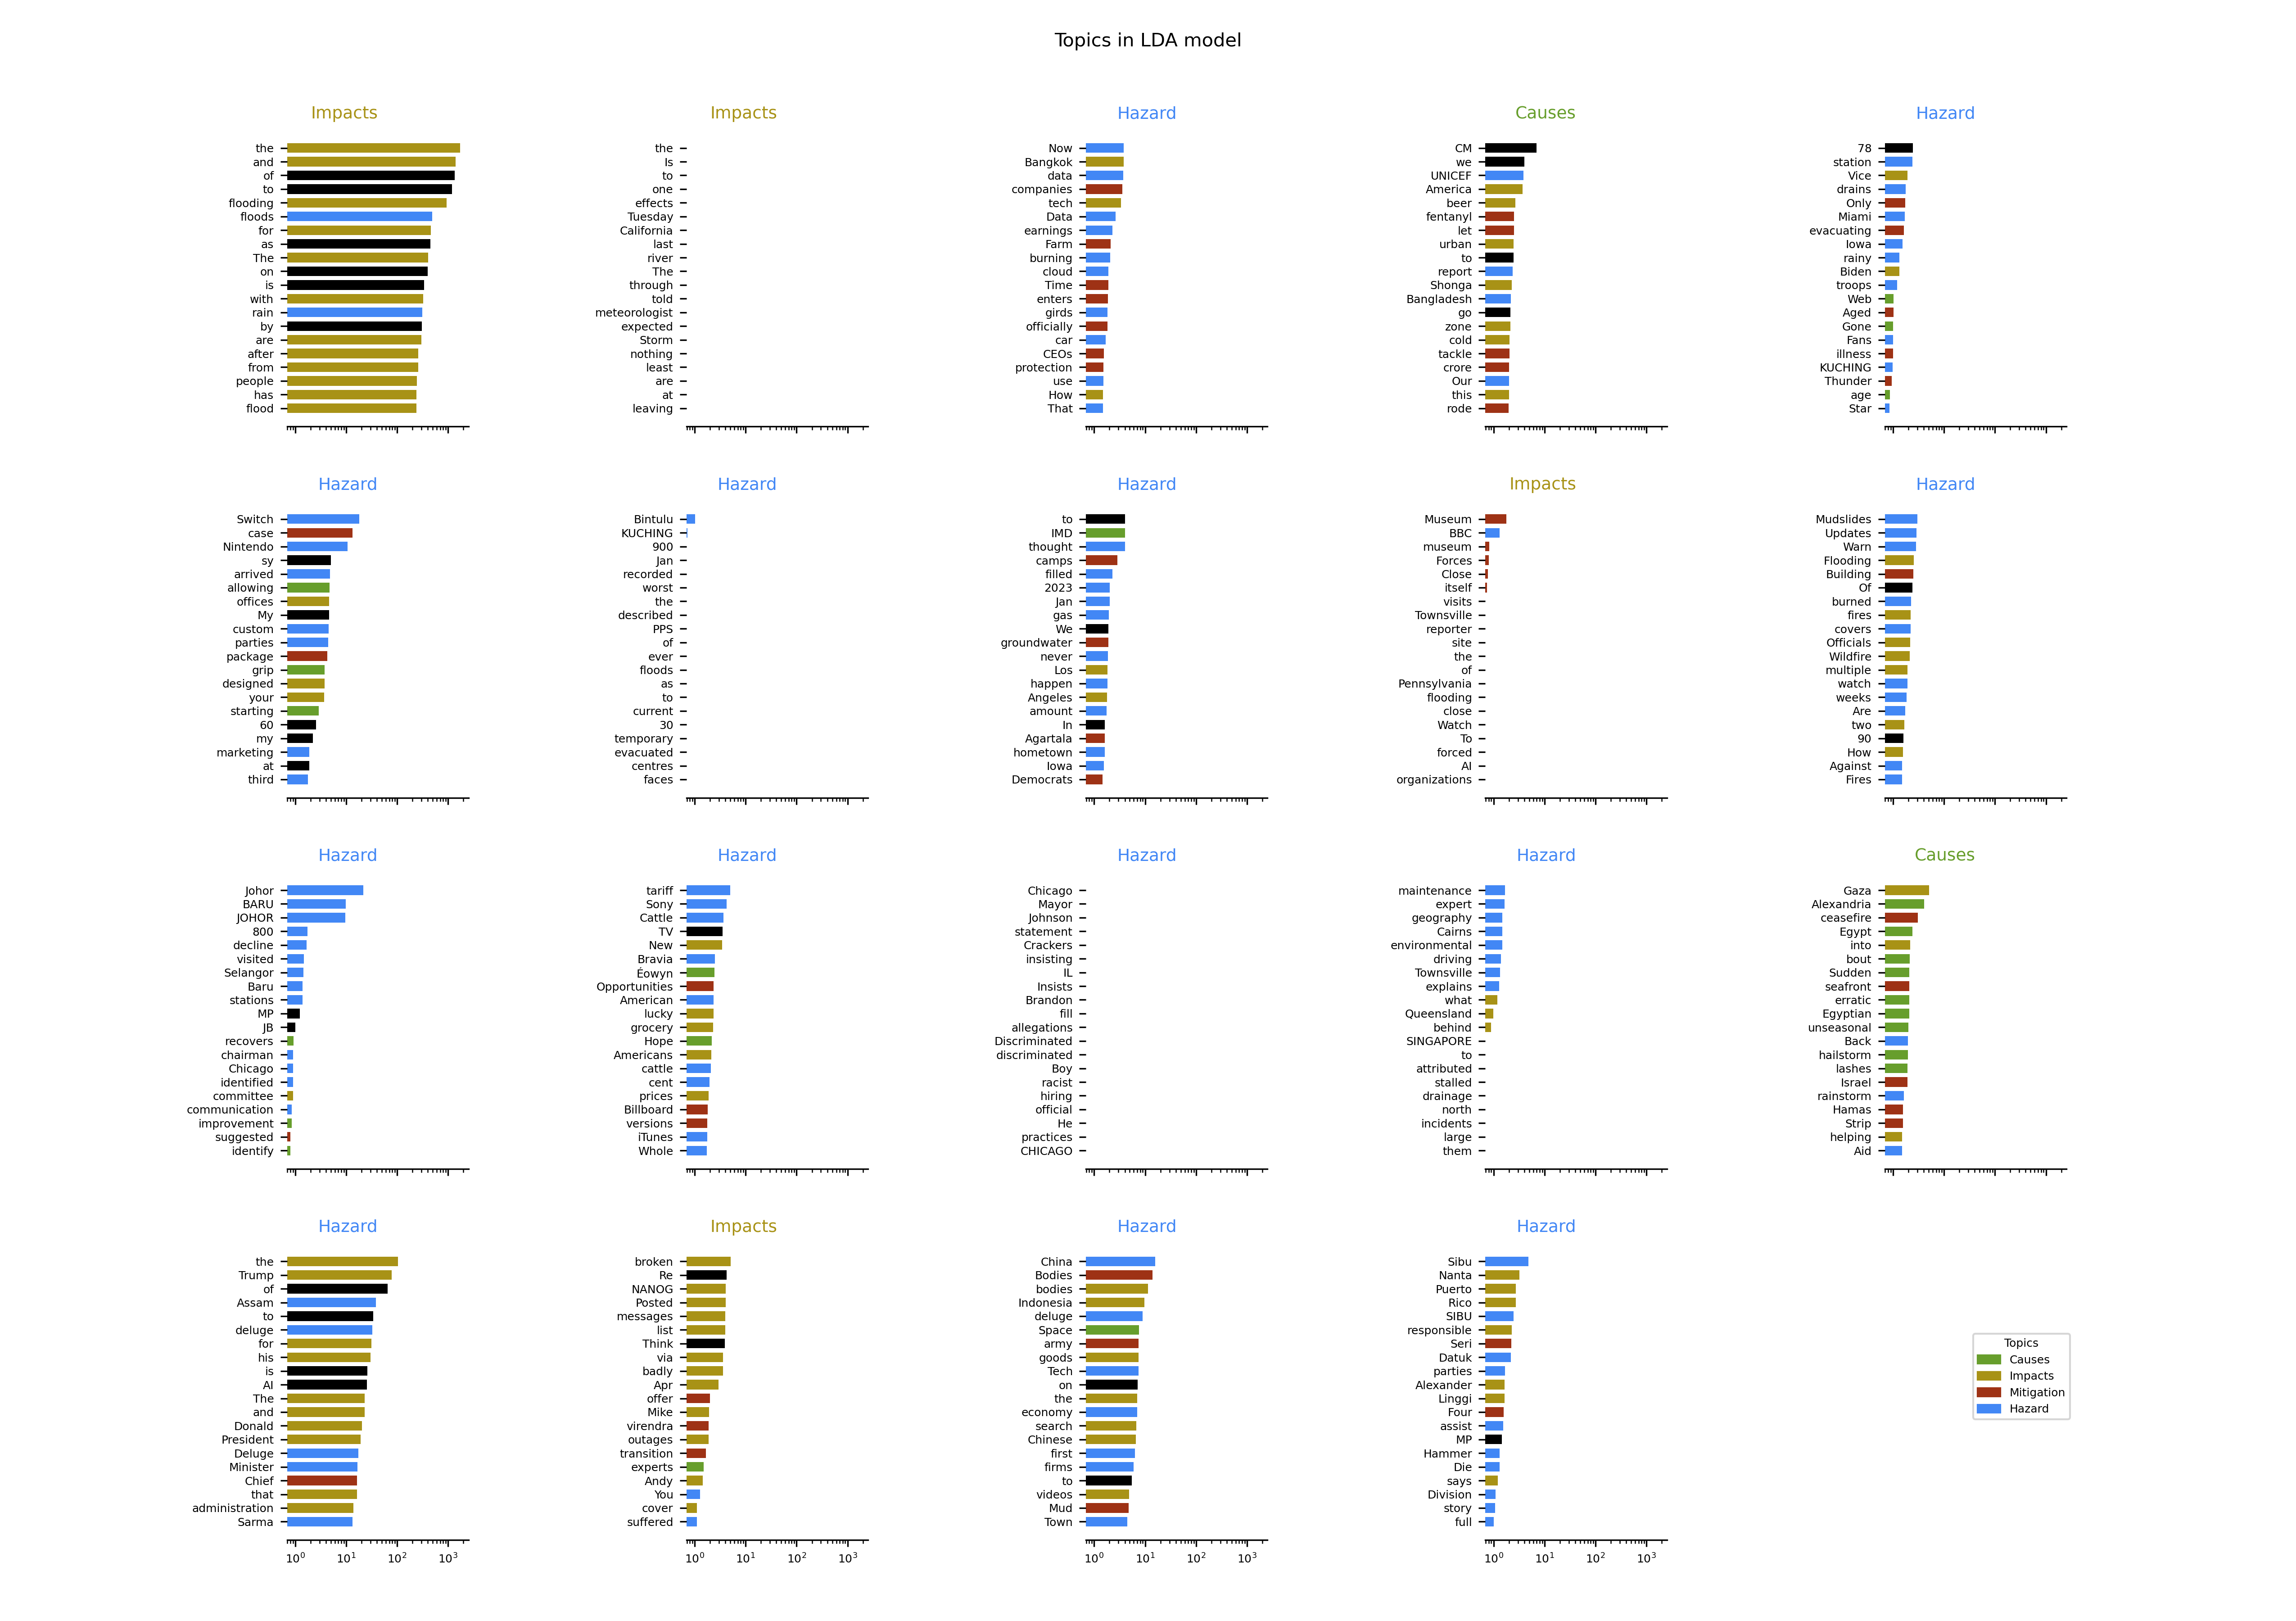 Topics in LDA model
Impacts
the
and
of
to
flooding
floods
for
as
The
on
is
with
rain
by
are
after
from
people
has
flood
Impacts
the
Is
to
one
effects
Tuesday
California
last
river
The
through
told
meteorologist
expected
Storm
nothing
least
are
at
leaving
Hazard
Now
Bangkok
data
companies
tech
Data
earnings
Farm
burning
cloud
Time
enters
girds
officially
car
CEOs
protection
use
How
That
Causes
CM
we
UNICEF
America
beer
fentanyl
let
urban
to
report
Shonga
Bangladesh
go
zone
cold
tackle
crore
Our
this
rode
Hazard
78
station
Vice
drains
Only
Miami
evacuating
Iowa
rainy
Biden
troops
Web
Aged
Gone
Fans
illness
KUCHING
Thunder
age
Star
Hazard
Switch
case
Nintendo
sy
arrived
allowing
offices
My
custom
parties
package
grip
designed
your
starting
60
my
marketing
at
third
Hazard
Bintulu
KUCHING
900
Jan
recorded
worst
the
described
PPS
of
ever
floods
as
to
current
30
temporary
evacuated
centres
faces
Hazard
to
IMD
thought
camps
filled
2023
Jan
gas
We
groundwater
never
Los
happen
Angeles
amount
In
Agartala
hometown
Iowa
Democrats
Impacts
Museum
BBC
museum
Forces
Close
itself
visits
Townsville
reporter
site
the
of
Pennsylvania
flooding
close
Watch
To
forced
AI
organizations
Hazard
Mudslides
Updates
Warn
Flooding
Building
Of
burned
fires
covers
Officials
Wildfire
multiple
watch
weeks
Are
two
90
How
Against
Fires
Hazard
Johor
BARU
JOHOR
800
decline
visited
Selangor
Baru
stations
MP
JB
recovers
chairman
Chicago
identified
committee
communication
improvement
suggested
identify
Hazard
tariff
Sony
Cattle
TV
New
Bravia
Éowyn
Opportunities
American
lucky
grocery
Hope
Americans
cattle
cent
prices
Billboard
versions
iTunes
Whole
Hazard
Chicago
Mayor
Johnson
statement
Crackers
insisting
IL
Insists
Brandon
fill
allegations
Discriminated
discriminated
Boy
racist
hiring
official
He
practices
CHICAGO
Hazard
maintenance
expert
geography
Cairns
environmental
driving
Townsville
explains
what
Queensland
behind
SINGAPORE
to
attributed
stalled
drainage
north
incidents
large
them
Causes
Gaza
Alexandria
ceasefire
Egypt
into
bout
Sudden
seafront
erratic
Egyptian
unseasonal
Back
hailstorm
lashes
Israel
rainstorm
Hamas
Strip
helping
Aid
Hazard
the
Trump
of
Assam
to
deluge
for
his
is
AI
The
and
Donald
President
Deluge
Minister
Chief
that
administration
Sarma
10⁰ 10¹ 10² 10³
Impacts
broken
Re
NANOG
Posted
messages
list
Think
via
badly
Apr
offer
Mike
virendra
outages
transition
experts
Andy
You
cover
suffered
10⁰ 10¹ 10² 10³
Hazard
China
Bodies
bodies
Indonesia
deluge
Space
army
goods
Tech
on
the
economy
search
Chinese
first
firms
to
videos
Mud
Town
10⁰ 10¹ 10² 10³
Hazard
Sibu
Nanta
Puerto
Rico
SIBU
responsible
Seri
Datuk
parties
Alexander
Linggi
Four
assist
MP
Hammer
Die
says
Division
story
full
10⁰ 10¹ 10² 10³
Topics
Causes
Impacts
Mitigation
Hazard